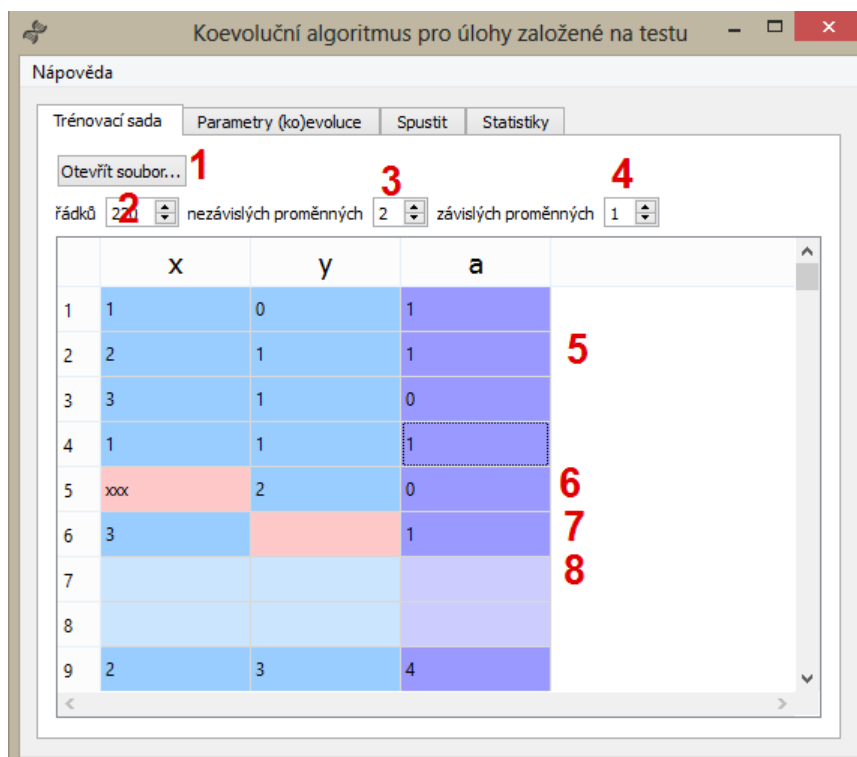 Koevoluční algoritmus pro úlohy založené na testu
Nápověda
Trénovací sada Parametry (ko)evoluce Spustit Statistiky
Otevřít soubor... 1
2 3 4
řádků 220 nezávislých proměnných 2 závislých proměnných 1
x y a
1 1 0 1
2 2 1 1 5
3 3 1 0
4 1 1 1
5 xxx 2 0 6
6 3 1 7
7 8
8
9 2 3 4